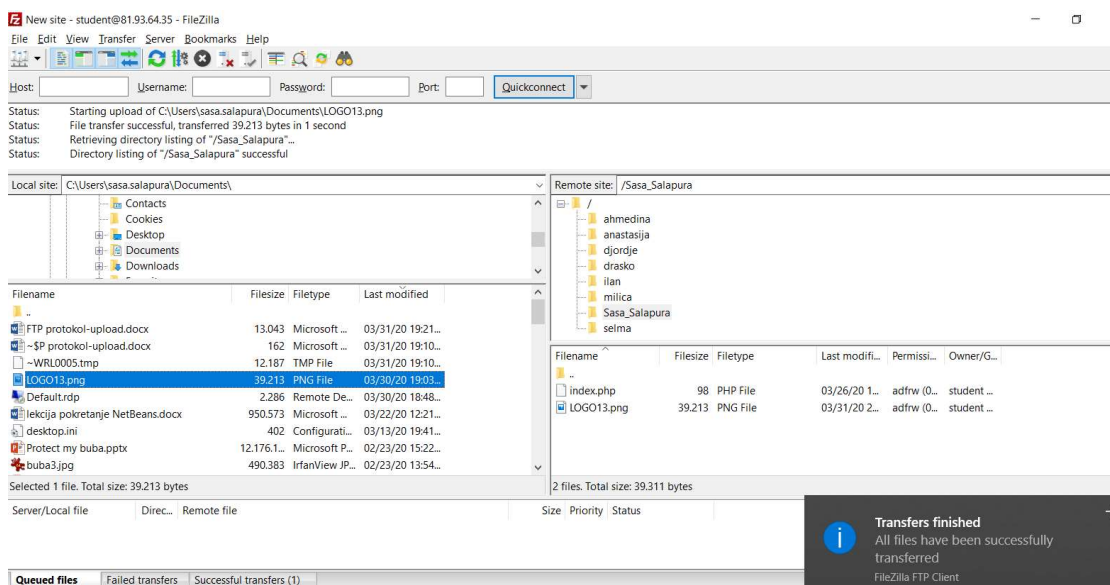 New site - student@81.93.64.35 - FileZilla
File Edit View Transfer Server Bookmarks Help
Host: Username: Password: Port: Quickconnect
Status: Starting upload of C:\Users\sasa.salapura\Documents\LOGO13.png
Status: File transfer successful, transferred 39.213 bytes in 1 second
Status: Retrieving directory listing of "/Sasa_Salapura"...
Status: Directory listing of "/Sasa_Salapura" successful
Local site: C:\Users\sasa.salapura\Documents\
Contacts
Cookies
Desktop
Documents
Downloads
Filename Filesize Filetype Last modified
..
FTP protokol-upload.docx 13.043 Microsoft ... 03/31/20 19:21...
~$P protokol-upload.docx 162 Microsoft ... 03/31/20 19:10...
~WRL0005.tmp 12.187 TMP File 03/31/20 19:10...
LOGO13.png 39.213 PNG File 03/30/20 19:03...
Default.rdp 2.286 Remote De... 03/30/20 18:48...
lekcija pokretanje NetBeans.docx 950.573 Microsoft ... 03/22/20 12:21...
desktop.ini 402 Configurati... 03/13/20 19:41...
Protect my buba.pptx 12.176.1... Microsoft P... 02/23/20 15:22...
buba3.jpg 490.383 IrfanView JP... 02/23/20 13:54...
Selected 1 file. Total size: 39.213 bytes
Remote site: /Sasa_Salapura
/
ahmedina
anastasija
djordje
drasko
ilan
milica
Sasa_Salapura
selma
Filename Filesize Filetype Last modifi... Permissi... Owner/G...
..
index.php 98 PHP File 03/26/20 1... adfrw (0... student ...
LOGO13.png 39.213 PNG File 03/31/20 2... adfrw (0... student ...
2 files. Total size: 39.311 bytes
Server/Local file Direc... Remote file Size Priority Status
Transfers finished
All files have been successfully
transferred
FileZilla FTP Client
Queued files Failed transfers Successful transfers (1)